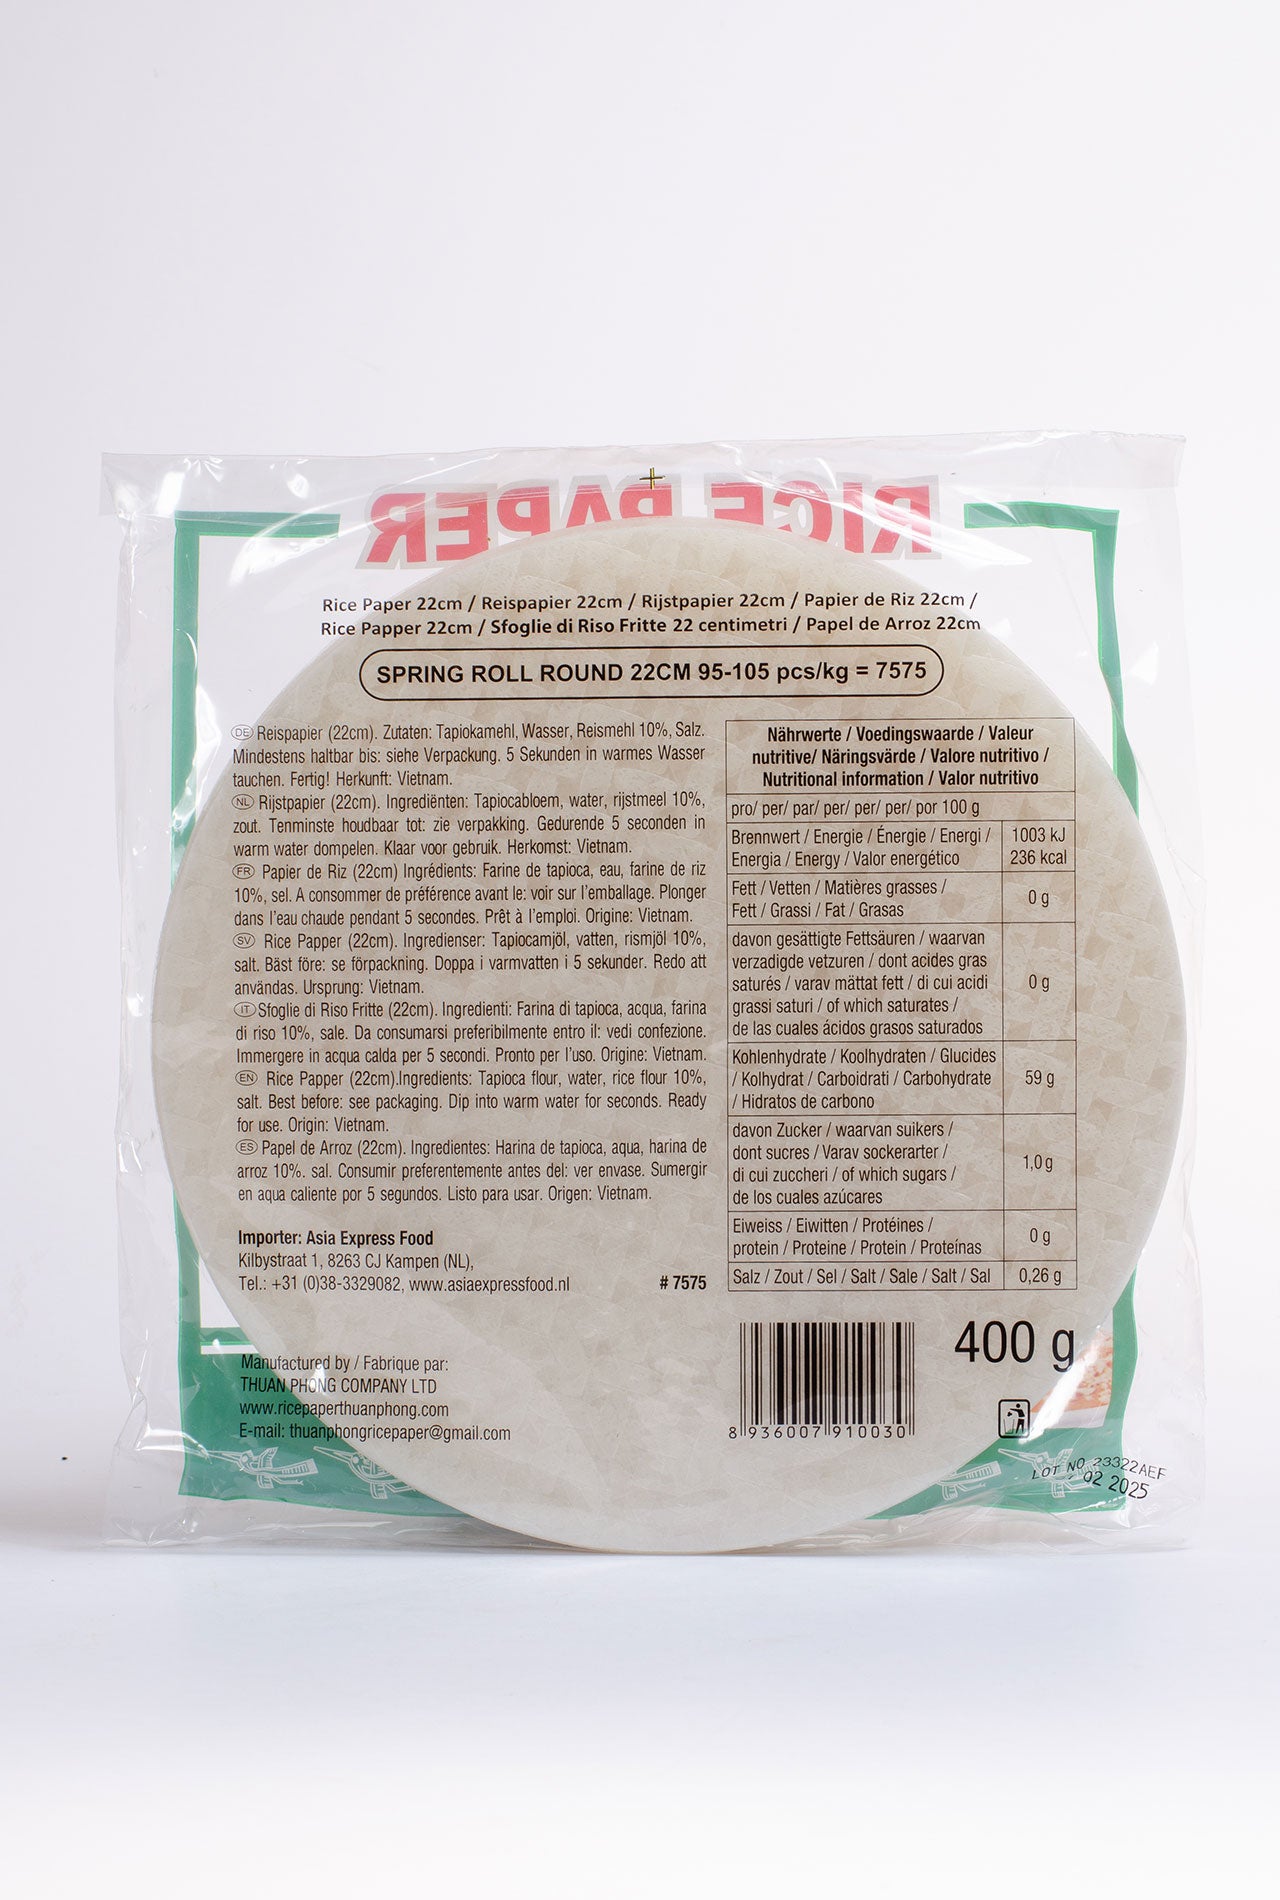 RICE PAPER
Rice Paper 22cm / Reispapier 22cm / Rijstpapier 22cm / Papier de Riz 22cm /
Rice Papper 22cm / Sfoglie di Riso Fritte 22 centimetri / Papel de Arroz 22cm
SPRING ROLL ROUND 22CM 95-105 pcs/kg = 7575
DE Reispapier (22cm). Zutaten: Tapiokamehl, Wasser, Reismehl 10%, Salz.
Mindestens haltbar bis: siehe Verpackung. 5 Sekunden in warmes Wasser
tauchen. Fertig! Herkunft: Vietnam.
NL Rijstpapier (22cm). Ingrediënten: Tapiocabloem, water, rijstmeel 10%,
zout. Tenminste houdbaar tot: zie verpakking. Gedurende 5 seconden in
warm water dompelen. Klaar voor gebruik. Herkomst: Vietnam.
FR Papier de Riz (22cm) Ingrédients: Farine de tapioca, eau, farine de riz
10%, sel. A consommer de préférence avant le: voir sur l'emballage. Plonger
dans l'eau chaude pendant 5 secondes. Prêt à l'emploi. Origine: Vietnam.
SV Rice Papper (22cm). Ingredienser: Tapiocamjöl, vatten, rismjöl 10%,
salt. Bäst före: se förpackning. Doppa i varmvatten i 5 sekunder. Redo att
användas. Ursprung: Vietnam.
IT Sfoglie di Riso Fritte (22cm). Ingredienti: Farina di tapioca, acqua, farina
di riso 10%, sale. Da consumarsi preferibilmente entro il: vedi confezione.
Immergere in acqua calda per 5 secondi. Pronto per l'uso. Origine: Vietnam.
EN Rice Papper (22cm).Ingredients: Tapioca flour, water, rice flour 10%,
salt. Best before: see packaging. Dip into warm water for seconds. Ready
for use. Origin: Vietnam.
ES Papel de Arroz (22cm). Ingredientes: Harina de tapioca, aqua, harina de
arroz 10%. sal. Consumir preferentemente antes del: ver envase. Sumergir
en aqua caliente por 5 segundos. Listo para usar. Origen: Vietnam.
Importer: Asia Express Food
Kilbystraat 1, 8263 CJ Kampen (NL),
Tel.: +31 (0)38-3329082, www.asiaexpressfood.nl # 7575
Manufactured by / Fabrique par:
THUAN PHONG COMPANY LTD
www.ricepaperthuanphong.com
E-mail: thuanphongricepaper@gmail.com
Nährwerte / Voedingswaarde / Valeur
nutritive/ Näringsvärde / Valore nutritivo /
Nutritional information / Valor nutritivo
pro/ per/ par/ per/ per/ per/ por 100 g
Brennwert / Energie / Énergie / Energi / 1003 kJ
Energia / Energy / Valor energético 236 kcal
Fett / Vetten / Matières grasses /
Fett / Grassi / Fat / Grasas 0 g
davon gesättigte Fettsäuren / waarvan
verzadigde vetzuren / dont acides gras
saturés / varav mättat fett / di cui acidi 0 g
grassi saturi / of which saturates /
de las cuales ácidos grasos saturados
Kohlenhydrate / Koolhydraten / Glucides
/ Kolhydrat / Carboidrati / Carbohydrate 59 g
/ Hidratos de carbono
davon Zucker / waarvan suikers /
dont sucres / Varav sockerarter / 1,0 g
di cui zuccheri / of which sugars /
de los cuales azúcares
Eiweiss / Eiwitten / Protéines /
protein / Proteine / Protein / Proteínas 0 g
Salz / Zout / Sel / Salt / Sale / Salt / Sal 0,26 g
400 g
8 936007 910030
LOT NO 23322AEF
02 2025